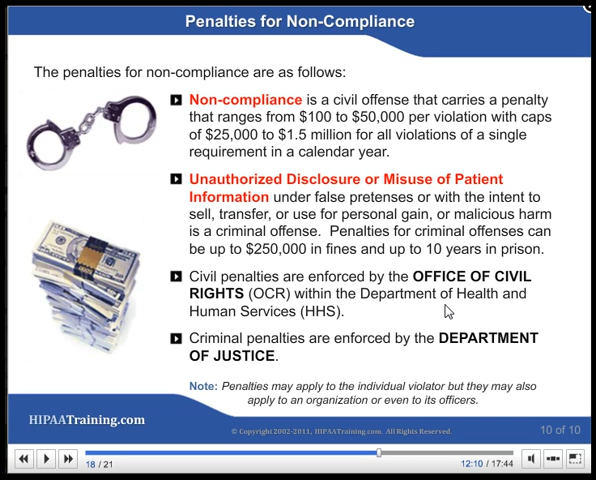 Penalties for Non-Compliance
The penalties for non-compliance are as follows:
Non-compliance is a civil offense that carries a penalty
that ranges from $100 to $50,000 per violation with caps
of $25,000 to $1.5 million for all violations of a single
requirement in a calendar year.
Unauthorized Disclosure or Misuse of Patient
Information under false pretenses or with the intent to
sell, transfer, or use for personal gain, or malicious harm
is a criminal offense. Penalties for criminal offenses can
be up to $250,000 in fines and up to 10 years in prison.
Civil penalties are enforced by the OFFICE OF CIVIL
RIGHTS (OCR) within the Department of Health and
Human Services (HHS).
Criminal penalties are enforced by the DEPARTMENT
OF JUSTICE.
Note: Penalties may apply to the individual violator but they may also
apply to an organization or even to its officers.
HIPAATraining.com
© Copyright 2002-2011, HIPAATraining.com. All Rights Reserved.
10 of 10
18 / 21
12:10 / 17:44